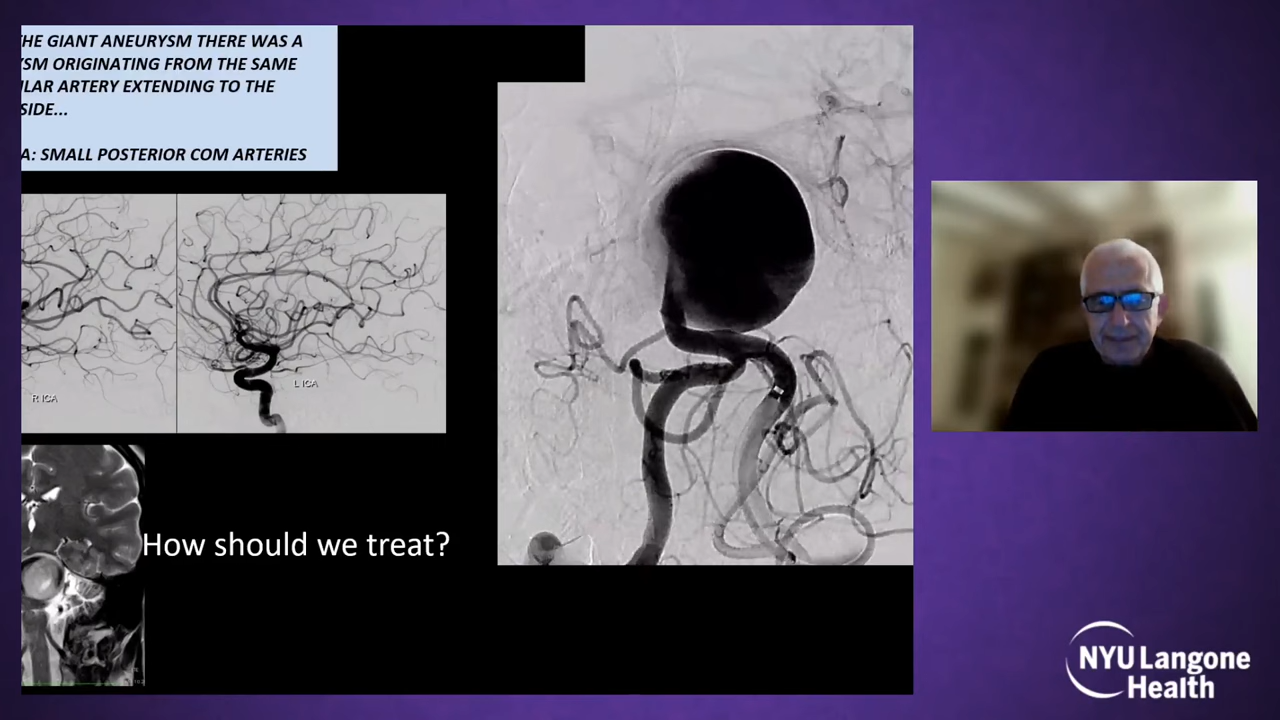 HE GIANT ANEURYSM THERE WAS A
YSM ORIGINATING FROM THE SAME
ILAR ARTERY EXTENDING TO THE
SIDE...
A: SMALL POSTERIOR COM ARTERIES
R ICA
L ICA
How should we treat?
NYU Langone
Health